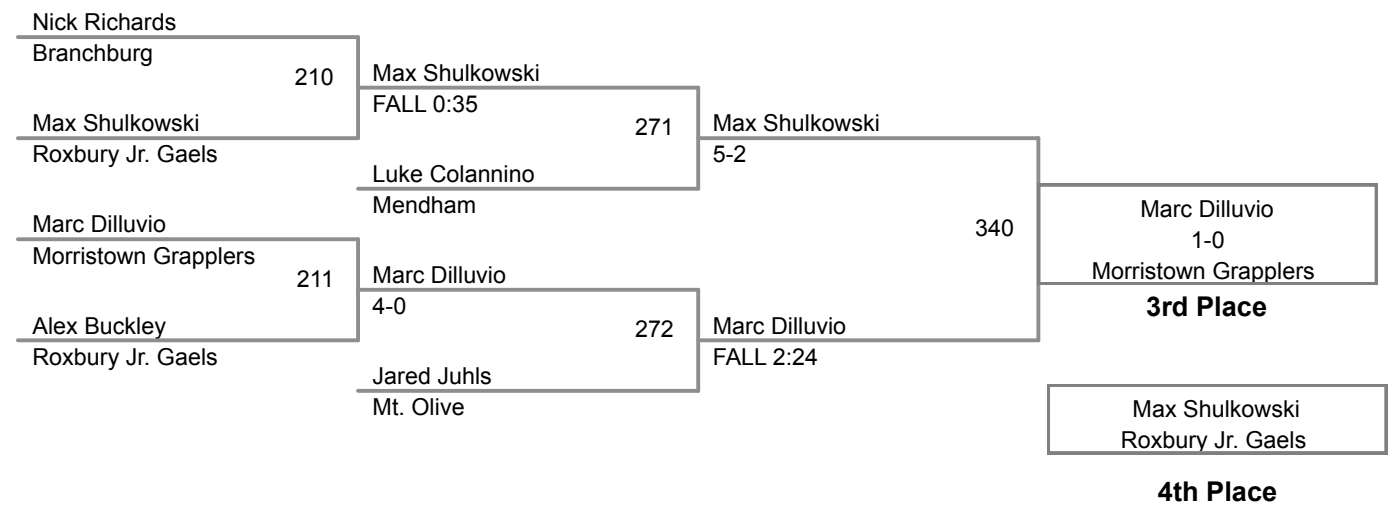 Nick Richards
Branchburg
210
Max Shulkowski
FALL 0:35
Max Shulkowski
Roxbury Jr. Gaels
271
Max Shulkowski
5-2
Luke Colannino
Mendham
Marc Dilluvio
Morristown Grapplers
211
Marc Dilluvio
4-0
Alex Buckley
Roxbury Jr. Gaels
272
Marc Dilluvio
FALL 2:24
Jared Juhls
Mt. Olive
340
Marc Dilluvio
1-0
Morristown Grapplers
3rd Place
Max Shulkowski
Roxbury Jr. Gaels
4th Place